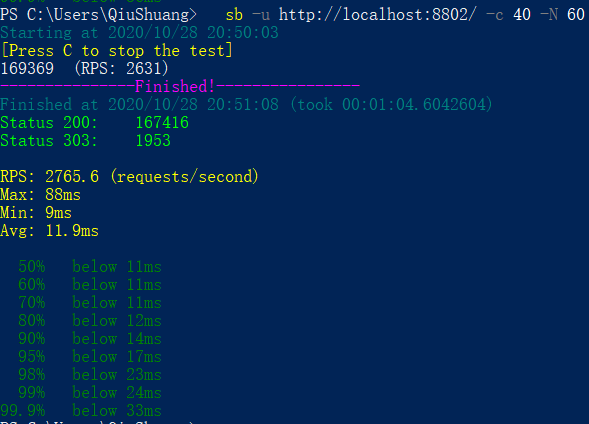 PS C:\Users\QiuShuang> sb -u http://localhost:8802/ -c 40 -N 60
Starting at 2020/10/28 20:50:03
[Press C to stop the test]
169369 (RPS: 2631)
---------------Finished!----------------
Finished at 2020/10/28 20:51:08 (took 00:01:04.6042604)
Status 200: 167416
Status 303: 1953
RPS: 2765.6 (requests/second)
Max: 88ms
Min: 9ms
Avg: 11.9ms
50% below 11ms
60% below 11ms
70% below 11ms
80% below 12ms
90% below 14ms
95% below 17ms
98% below 23ms
99% below 24ms
99.9% below 33ms